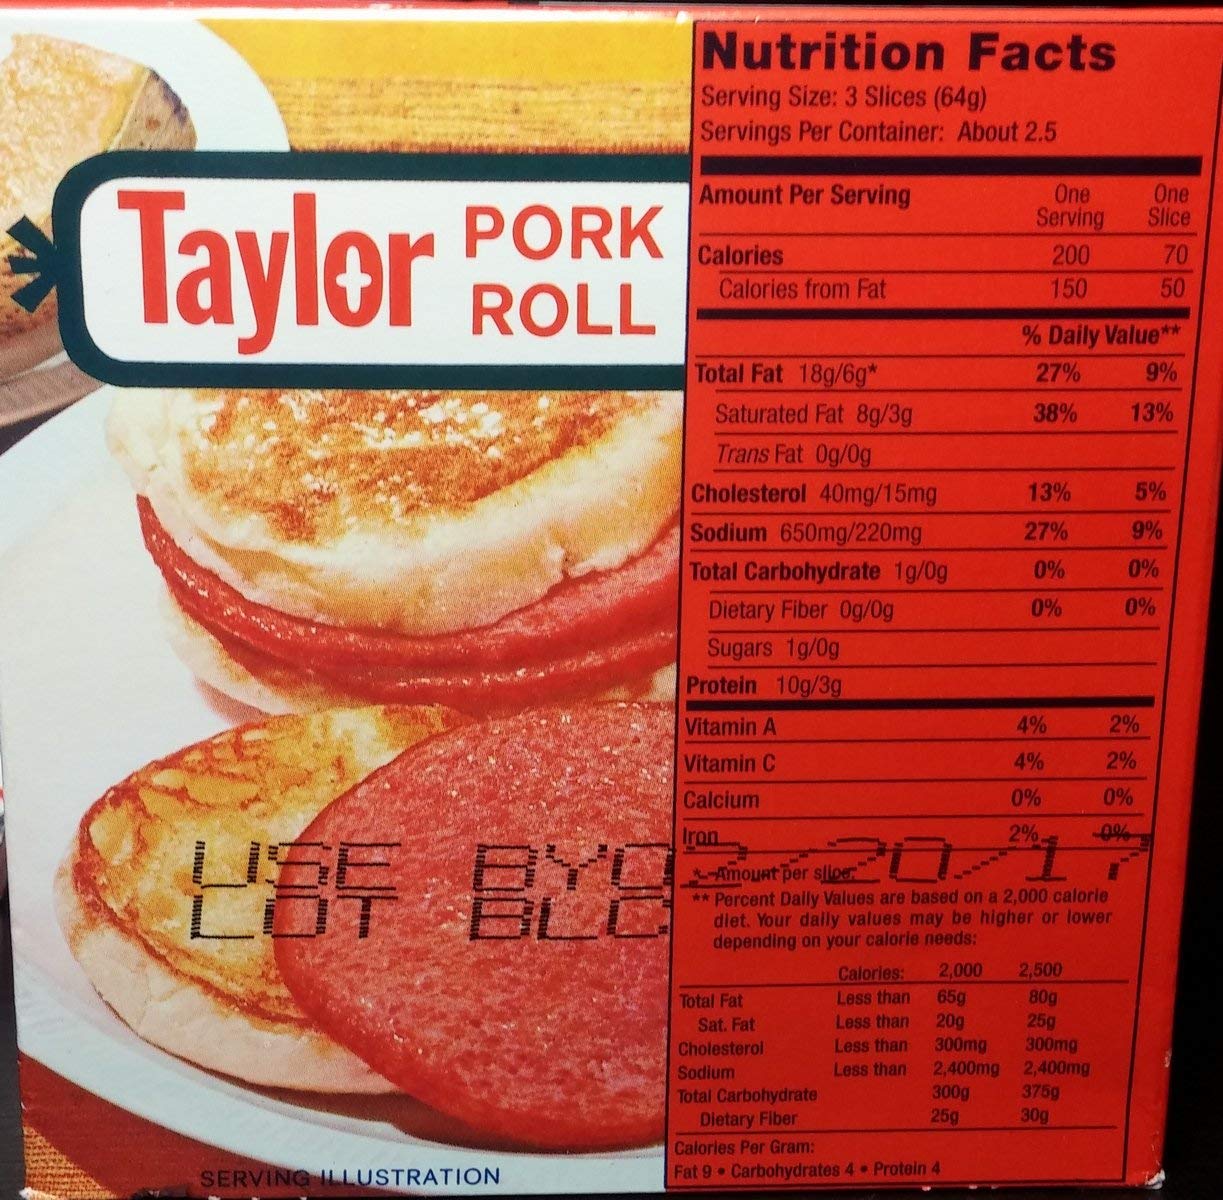 Taylor PORK
ROLL
USE BY 02/20/17
LOT BLC
SERVING ILLUSTRATION
Nutrition Facts
Serving Size: 3 Slices (64g)
Servings Per Container: About 2.5
Amount Per Serving One Serving One Slice
Calories 200 70
Calories from Fat 150 50
% Daily Value**
Total Fat 18g/6g* 27% 9%
Saturated Fat 8g/3g 38% 13%
Trans Fat 0g/0g
Cholesterol 40mg/15mg 13% 5%
Sodium 650mg/220mg 27% 9%
Total Carbohydrate 1g/0g 0% 0%
Dietary Fiber 0g/0g 0% 0%
Sugars 1g/0g
Protein 10g/3g
Vitamin A 4% 2%
Vitamin C 4% 2%
Calcium 0% 0%
Iron 2% 0%
* Amount per slice.
** Percent Daily Values are based on a 2,000 calorie
diet. Your daily values may be higher or lower
depending on your calorie needs:
Calories: 2,000 2,500
Total Fat Less than 65g 80g
Sat. Fat Less than 20g 25g
Cholesterol Less than 300mg 300mg
Sodium Less than 2,400mg 2,400mg
Total Carbohydrate 300g 375g
Dietary Fiber 25g 30g
Calories Per Gram:
Fat 9 • Carbohydrates 4 • Protein 4